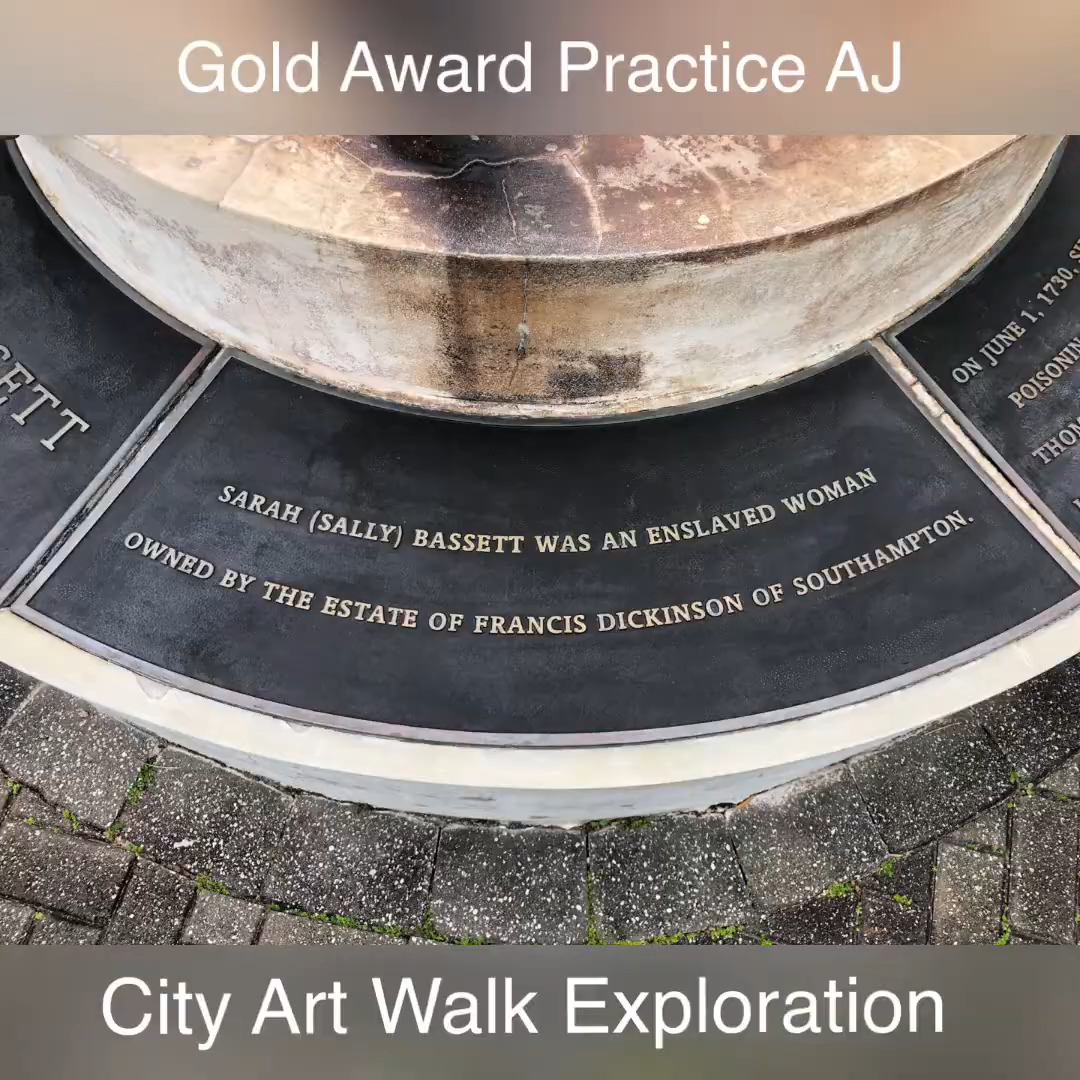 Gold Award Practice AJ
SARAH (SALLY) BASSETT WAS AN ENSLAVED WOMAN
OWNED BY THE ESTATE OF FRANCIS DICKINSON OF SOUTHAMPTON.
ON JUNE 1, 1730,
City Art Walk Exploration